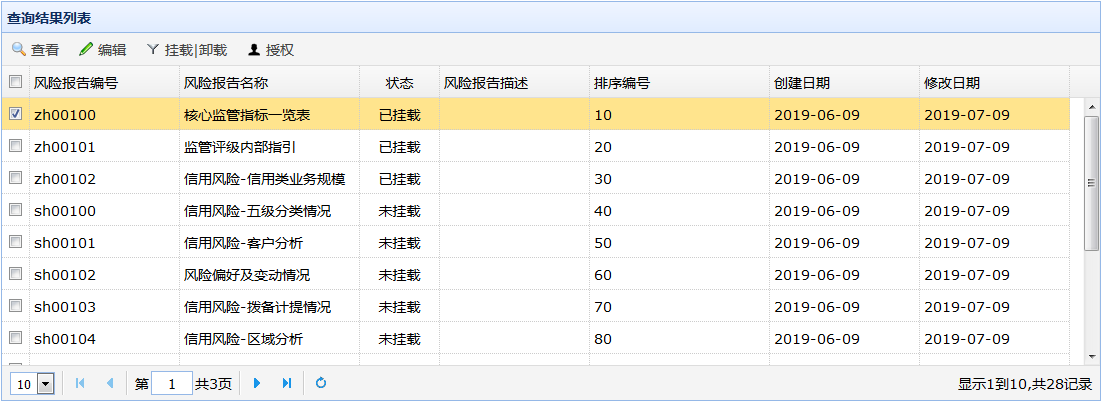 查询结果列表
查看 编辑 挂载|卸载 授权
风险报告编号 风险报告名称 状态 风险报告描述 排序编号 创建日期 修改日期
zh00100 核心监管指标一览表 已挂载 10 2019-06-09 2019-07-09
zh00101 监管评级内部指引 已挂载 20 2019-06-09 2019-07-09
zh00102 信用风险-信用类业务规模 已挂载 30 2019-06-09 2019-07-09
sh00100 信用风险-五级分类情况 未挂载 40 2019-06-09 2019-07-09
sh00101 信用风险-客户分析 未挂载 50 2019-06-09 2019-07-09
sh00102 风险偏好及变动情况 未挂载 60 2019-06-09 2019-07-09
sh00103 信用风险-拨备计提情况 未挂载 70 2019-06-09 2019-07-09
sh00104 信用风险-区域分析 未挂载 80 2019-06-09 2019-07-09
10 第 1 共3页 显示1到10,共28记录